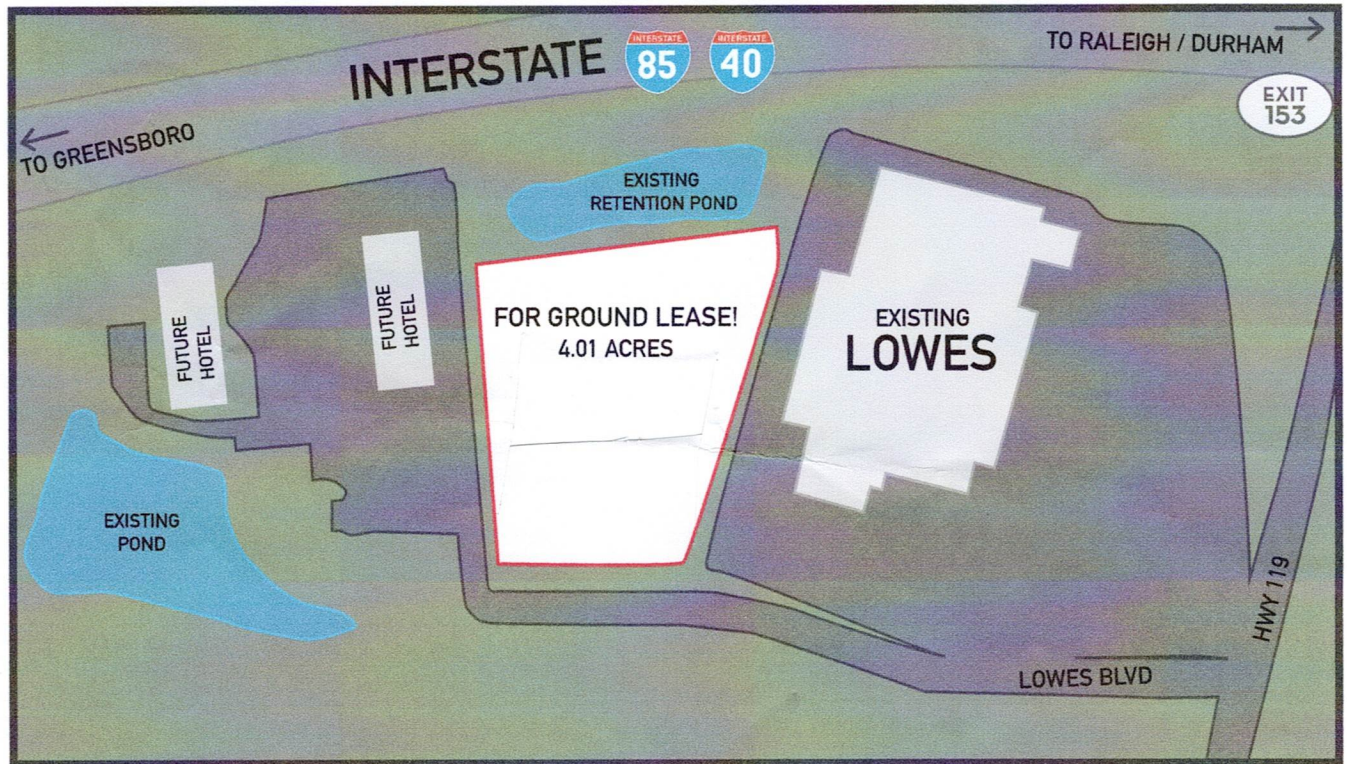 INTERSTATE
INTERSTATE
85
INTERSTATE
40
TO RALEIGH / DURHAM
EXIT
153
TO GREENSBORO
EXISTING
RETENTION POND
FUTURE
HOTEL
FUTURE
HOTEL
FOR GROUND LEASE!
4.01 ACRES
EXISTING
LOWES
EXISTING
POND
HWY 119
LOWES BLVD